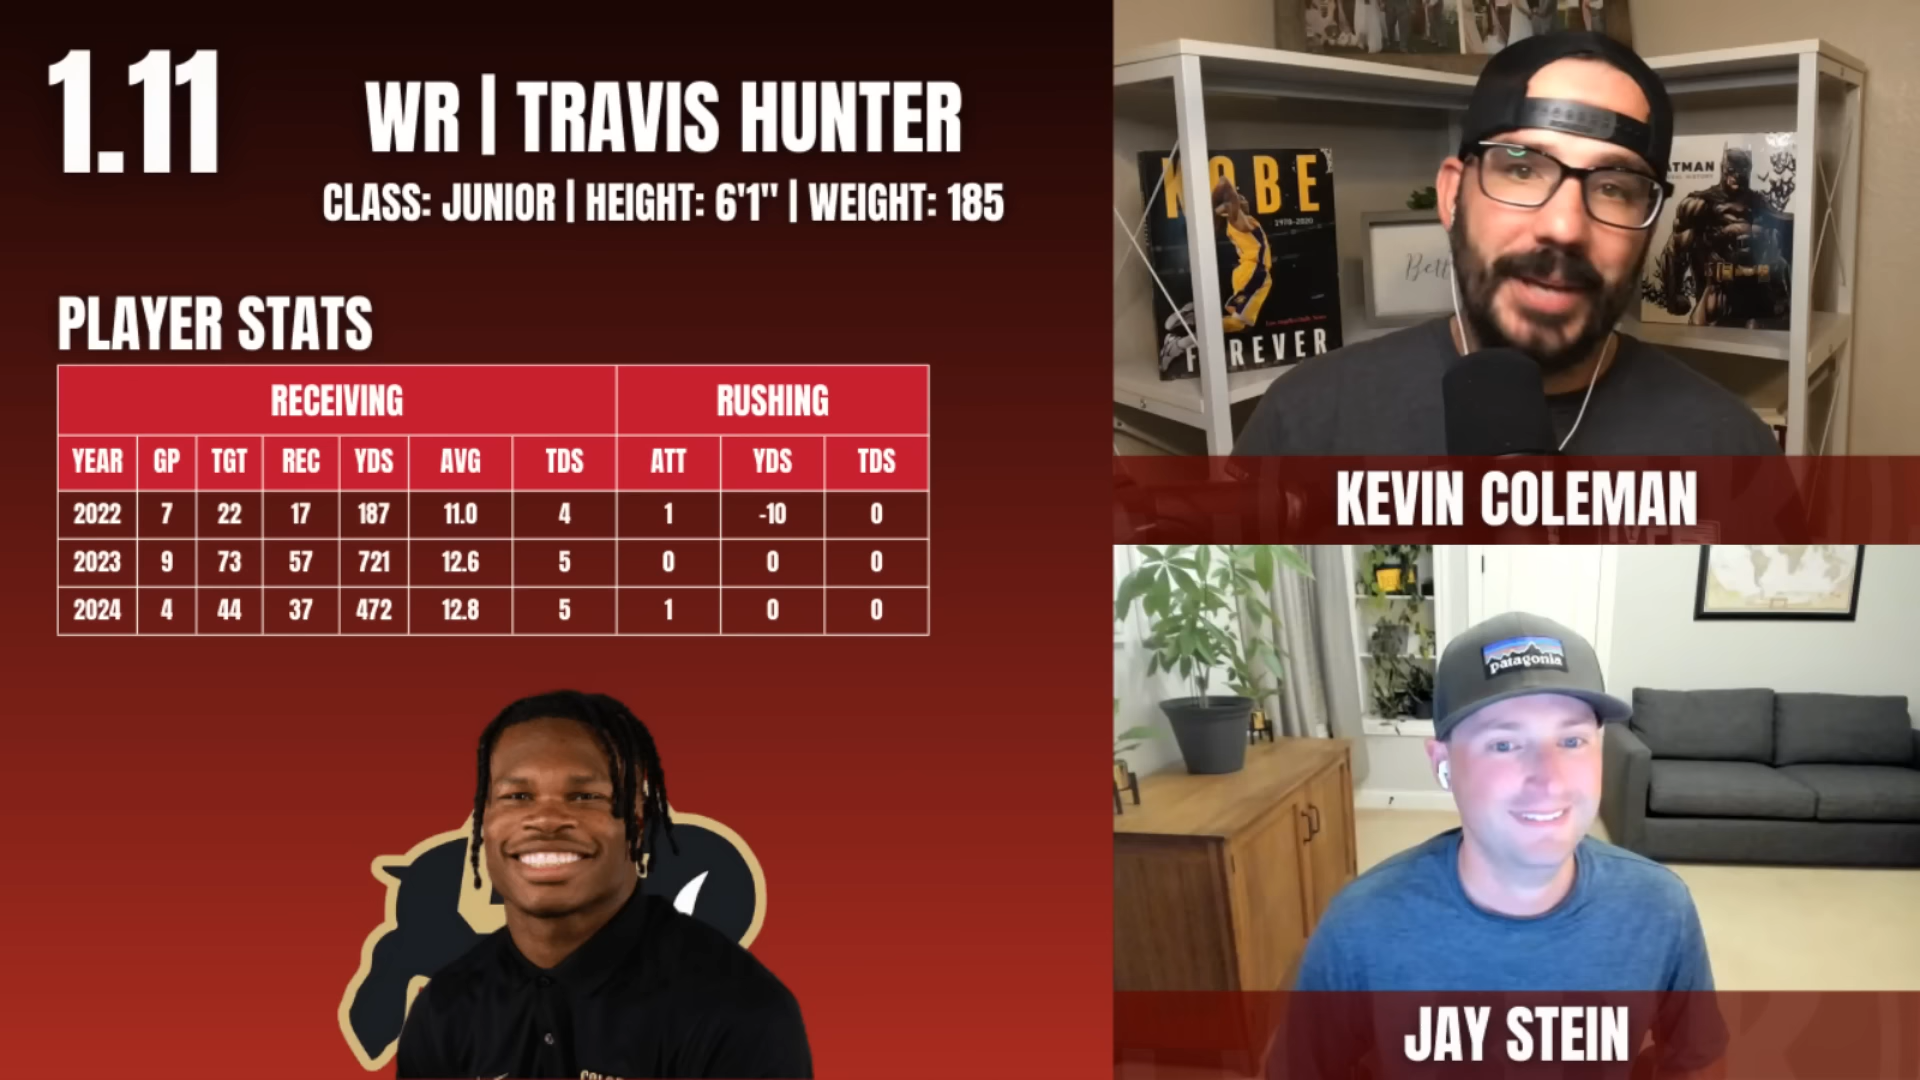 1.11
WR | TRAVIS HUNTER
CLASS: JUNIOR | HEIGHT: 6'1" | WEIGHT: 185
PLAYER STATS
RECEIVING RUSHING
YEAR GP TGT REC YDS AVG TDS ATT YDS TDS
2022 7 22 17 187 11.0 4 1 -10 0
2023 9 73 57 721 12.6 5 0 0 0
2024 4 44 37 472 12.8 5 1 0 0
KOBE
1978-2020
FOREVER
KEVIN COLEMAN
patagonia
JAY STEIN